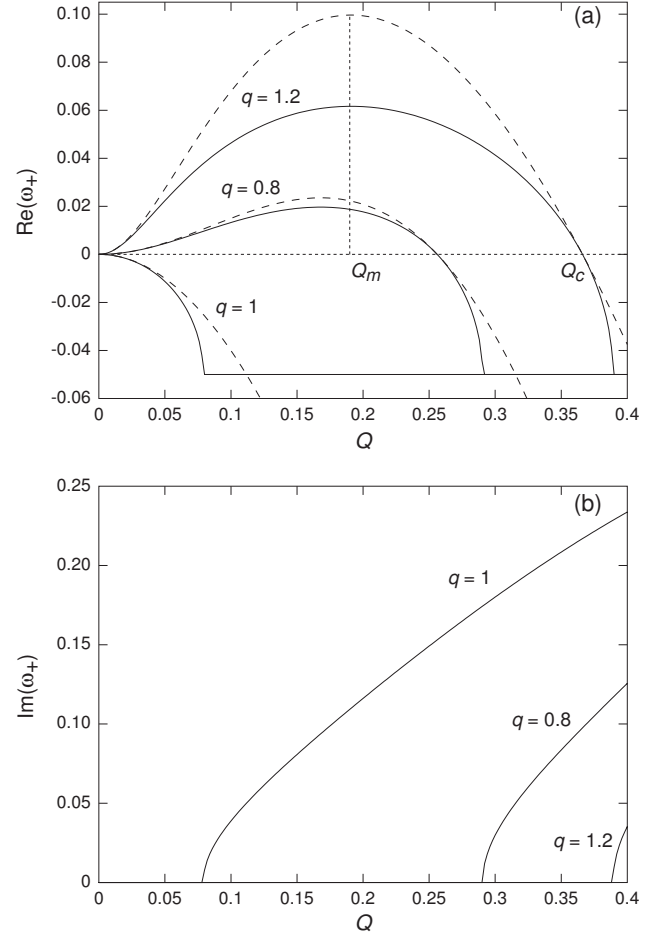 (a)
0.10
0.08
0.06
0.04
0.02
0
-0.02
-0.04
-0.06
Re(ω+)
q = 1.2
q = 0.8
q = 1
Qm
Qc
0
0.05
0.1
0.15
0.2
0.25
0.3
0.35
0.4
Q
(b)
0.25
0.20
0.15
0.10
0.05
0
Im(ω+)
q = 1
q = 0.8
q = 1.2
0
0.05
0.1
0.15
0.2
0.25
0.3
0.35
0.4
Q